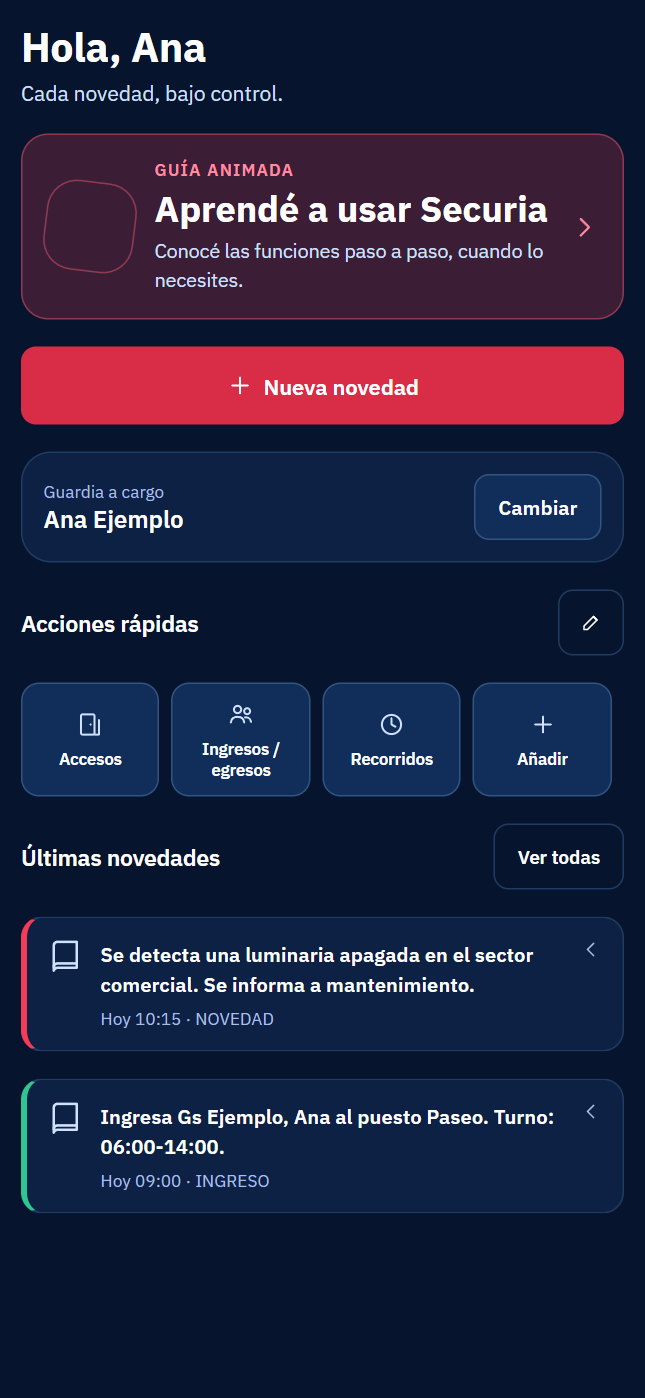 Hola, Ana
Cada novedad, bajo control.
GUÍA ANIMADA
Aprendé a usar Securia
Conocé las funciones paso a paso, cuando lo
necesites.
Nueva novedad
Guardia a cargo
Ana Ejemplo
Cambiar
Acciones rápidas
Accesos
Ingresos /
egresos
Recorridos
Añadir
Últimas novedades
Ver todas
Se detecta una luminaria apagada en el sector
comercial. Se informa a mantenimiento.
Hoy 10:15 · NOVEDAD
Ingresa Gs Ejemplo, Ana al puesto Paseo. Turno:
06:00-14:00.
Hoy 09:00 · INGRESO